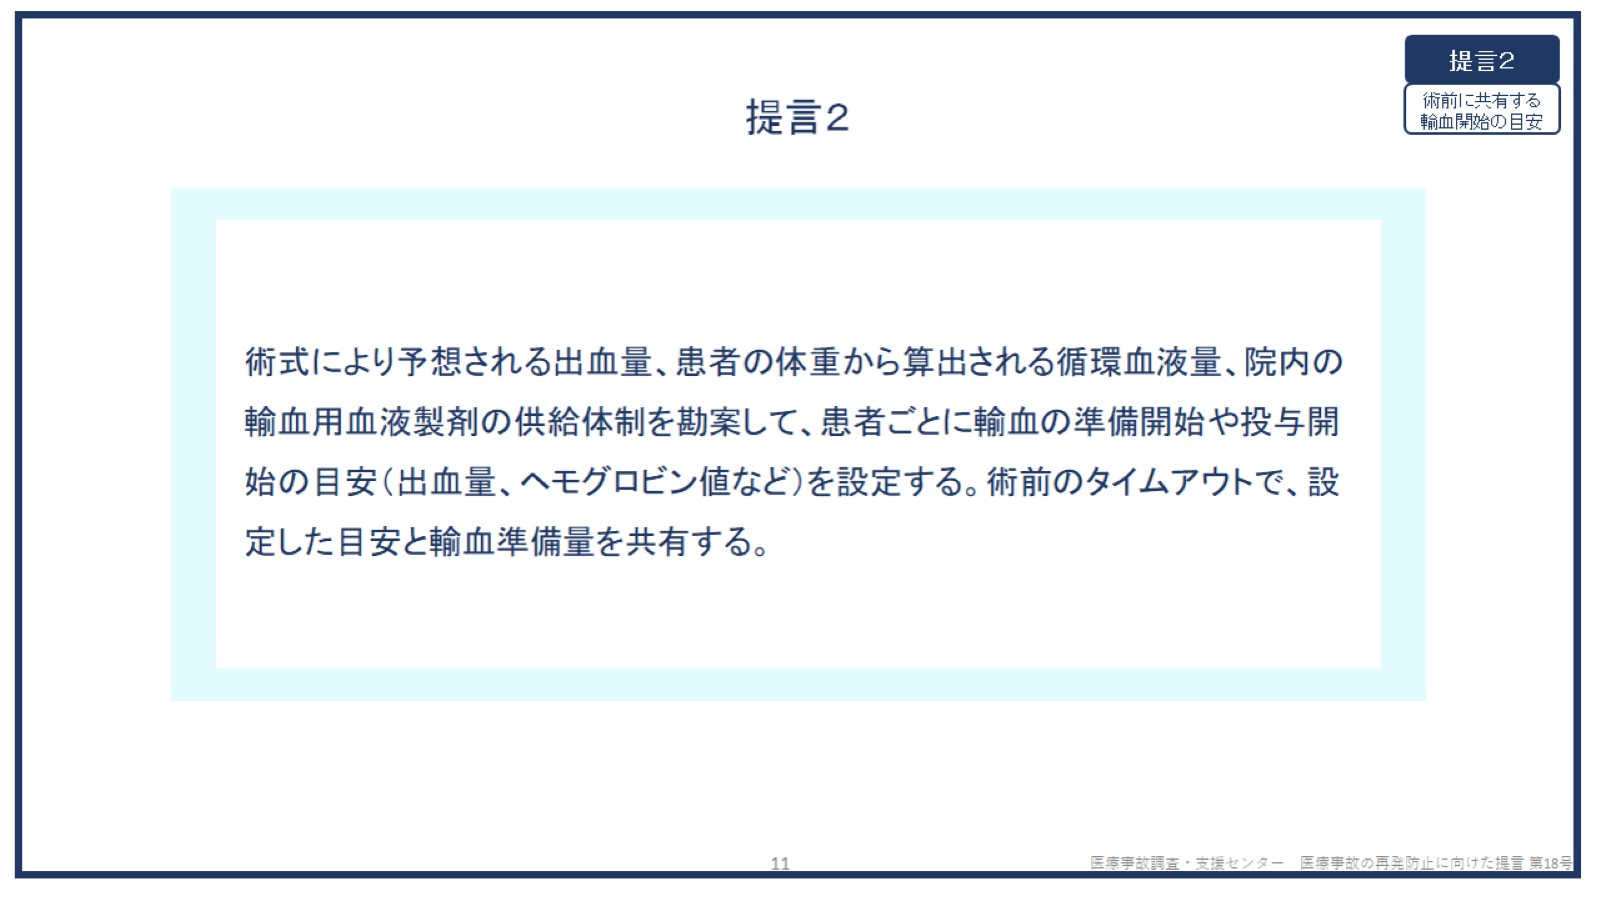 提言２
術前に共有する
輸血開始の目安
提言２
術式により予想される出血量、患者の体重から算出される循環血液量、院内の
輸血用血液製剤の供給体制を勘案して、患者ごとに輸血の準備開始や投与開
始の目安（出血量、ヘモグロビン値など）を設定する。術前のタイムアウトで、設
定した目安と輸血準備量を共有する。
11
医療事故調査・支援センター　医療事故の再発防止に向けた提言 第18号